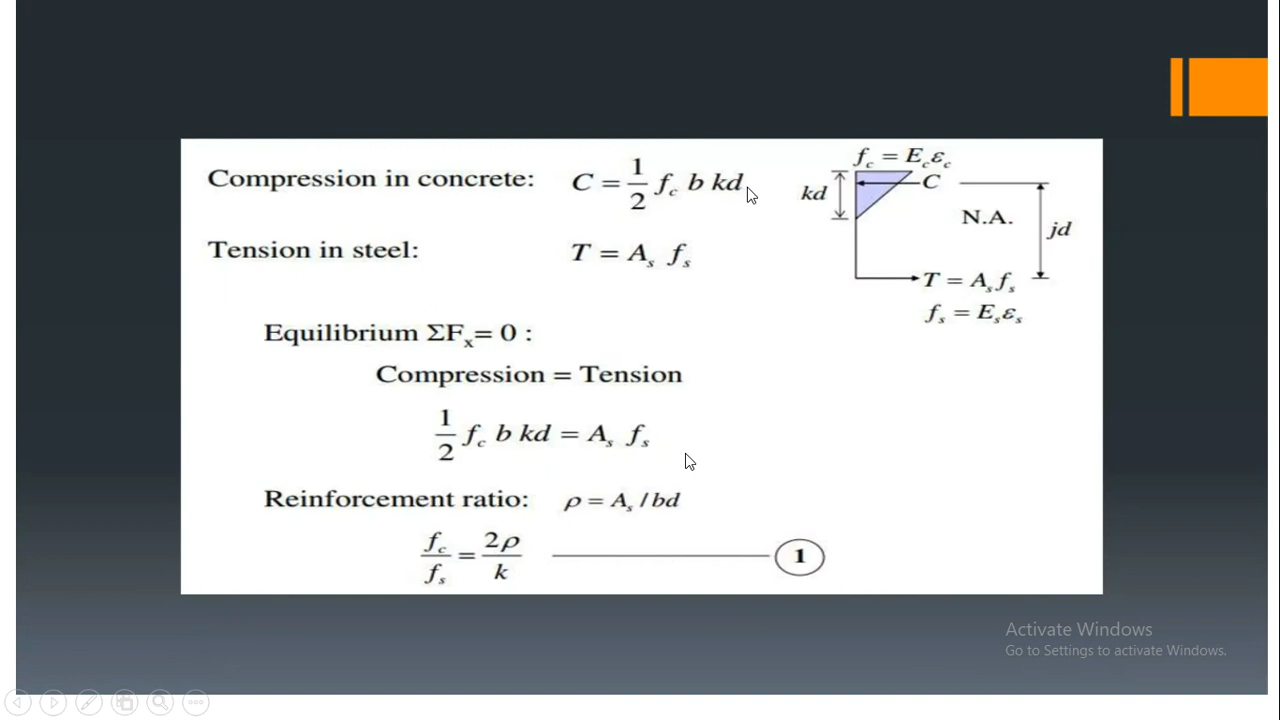 Compression in concrete: C = 1/2 f_c b kd
Tension in steel: T = A_s f_s
f_c = E_c ε_c
kd
C
N.A.
jd
T = A_s f_s
f_s = E_s ε_s
Equilibrium ΣF_x= 0 :
Compression = Tension
1/2 f_c b kd = A_s f_s
Reinforcement ratio: ρ = A_s / bd
f_c/f_s = 2ρ/k 1
Activate Windows
Go to Settings to activate Windows.